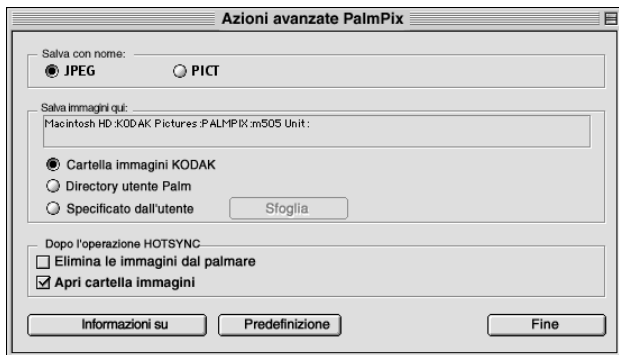 Azioni avanzate PalmPix
Salva con nome:
JPEG PICT
Salva immagini qui:
Macintosh HD:KODAK Pictures:PALMPIX:m505 Unit:
Cartella immagini KODAK
Directory utente Palm
Specificato dall'utente Sfoglia
Dopo l'operazione HOTSYNC
Elimina le immagini dal palmare
Apri cartella immagini
Informazioni su Predefinizione Fine